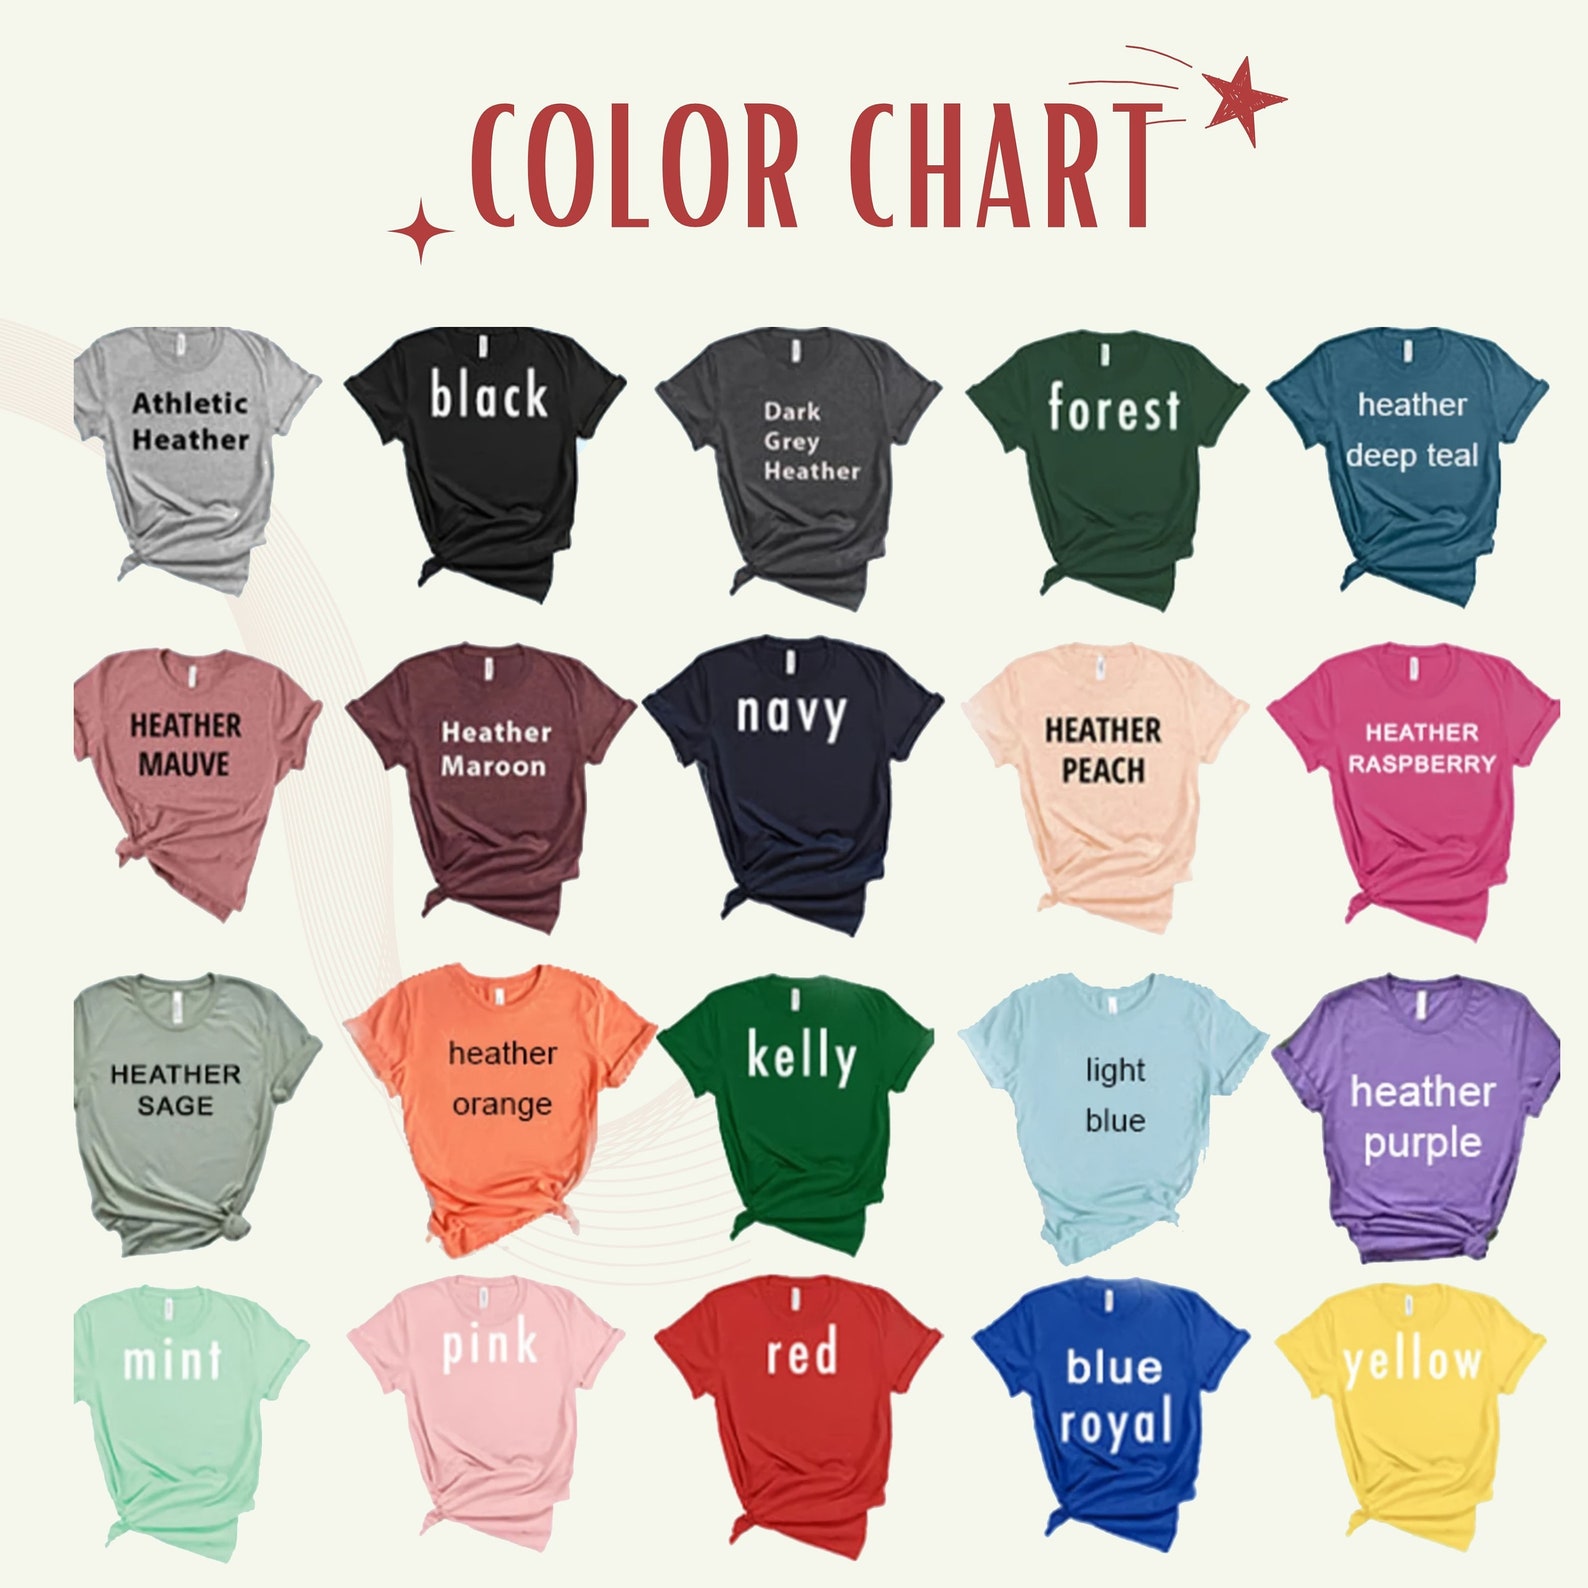 COLOR CHART
Athletic
Heather
black
Dark
Grey
Heather
forest
heather
deep teal
HEATHER
MAUVE
Heather
Maroon
navy
HEATHER
PEACH
HEATHER
RASPBERRY
HEATHER
SAGE
heather
orange
kelly
light
blue
heather
purple
mint
pink
red
blue
royal
yellow